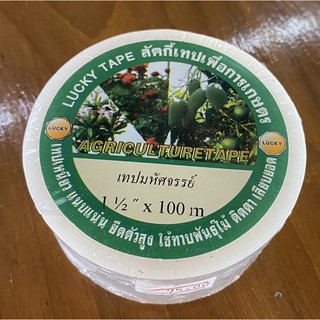 LUCKY TAPE ลัคกี้เทปเพื่อการเกษตร
LUCKY
LUCKY
AGRICULTURETAPE
เทปมหัศจรรย์
1 ½" x 100 m
เทปเหนียว แนบแน่น ยืดตัวสูง ใช้ทาบพันธุ์ไม้ ติดตา เสียบยอด